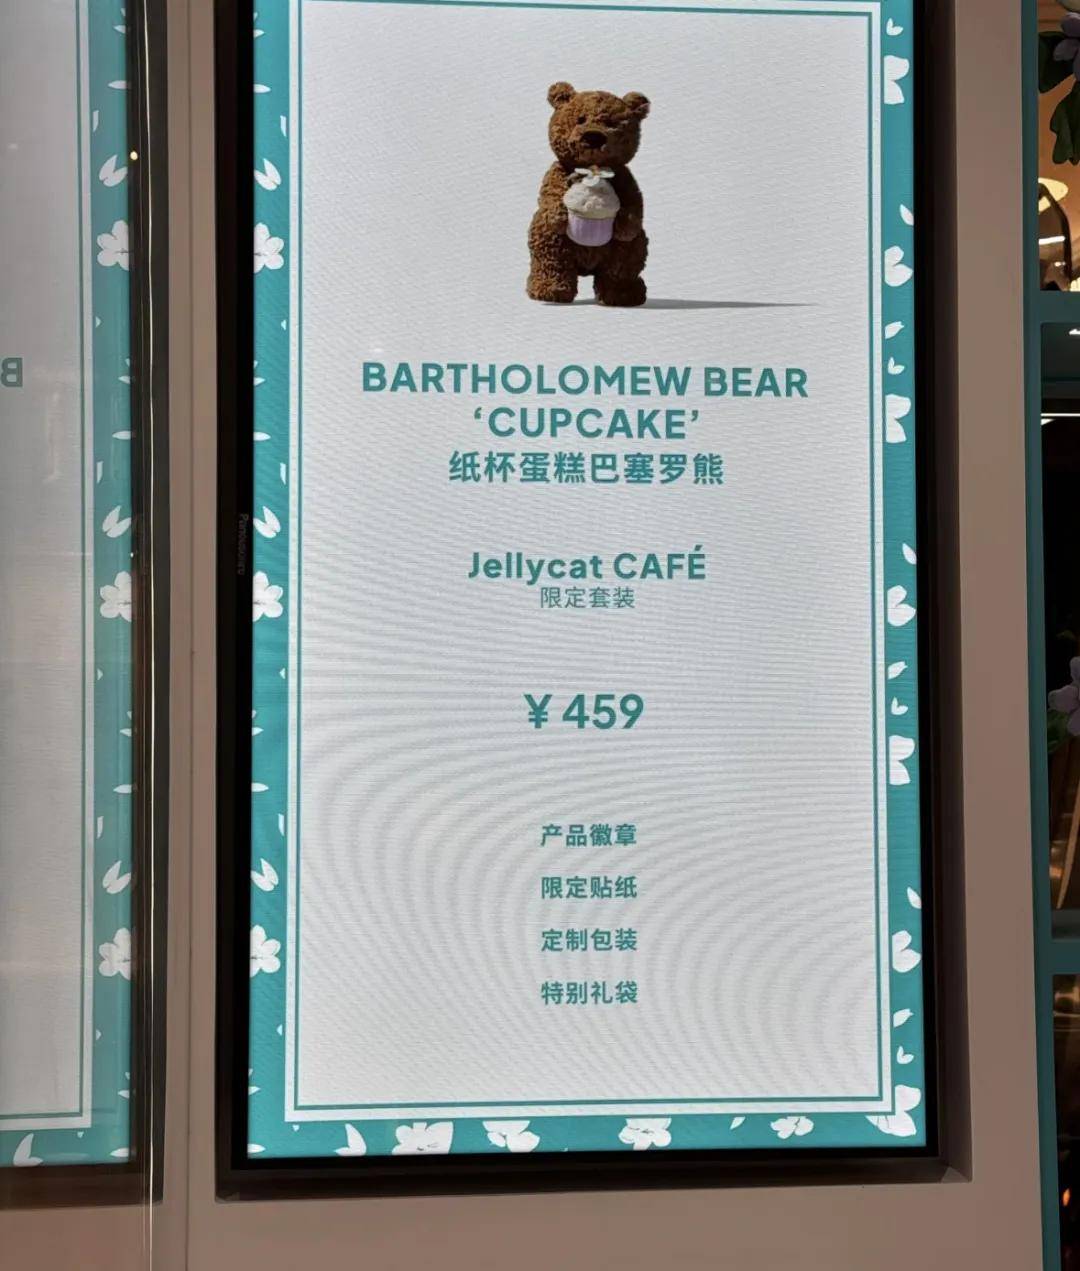 BARTHOLOMEW BEAR
‘CUPCAKE’
纸杯蛋糕巴塞罗熊
Jellycat CAFÉ
限定套装
¥ 459
产品徽章
限定贴纸
定制包装
特别礼袋